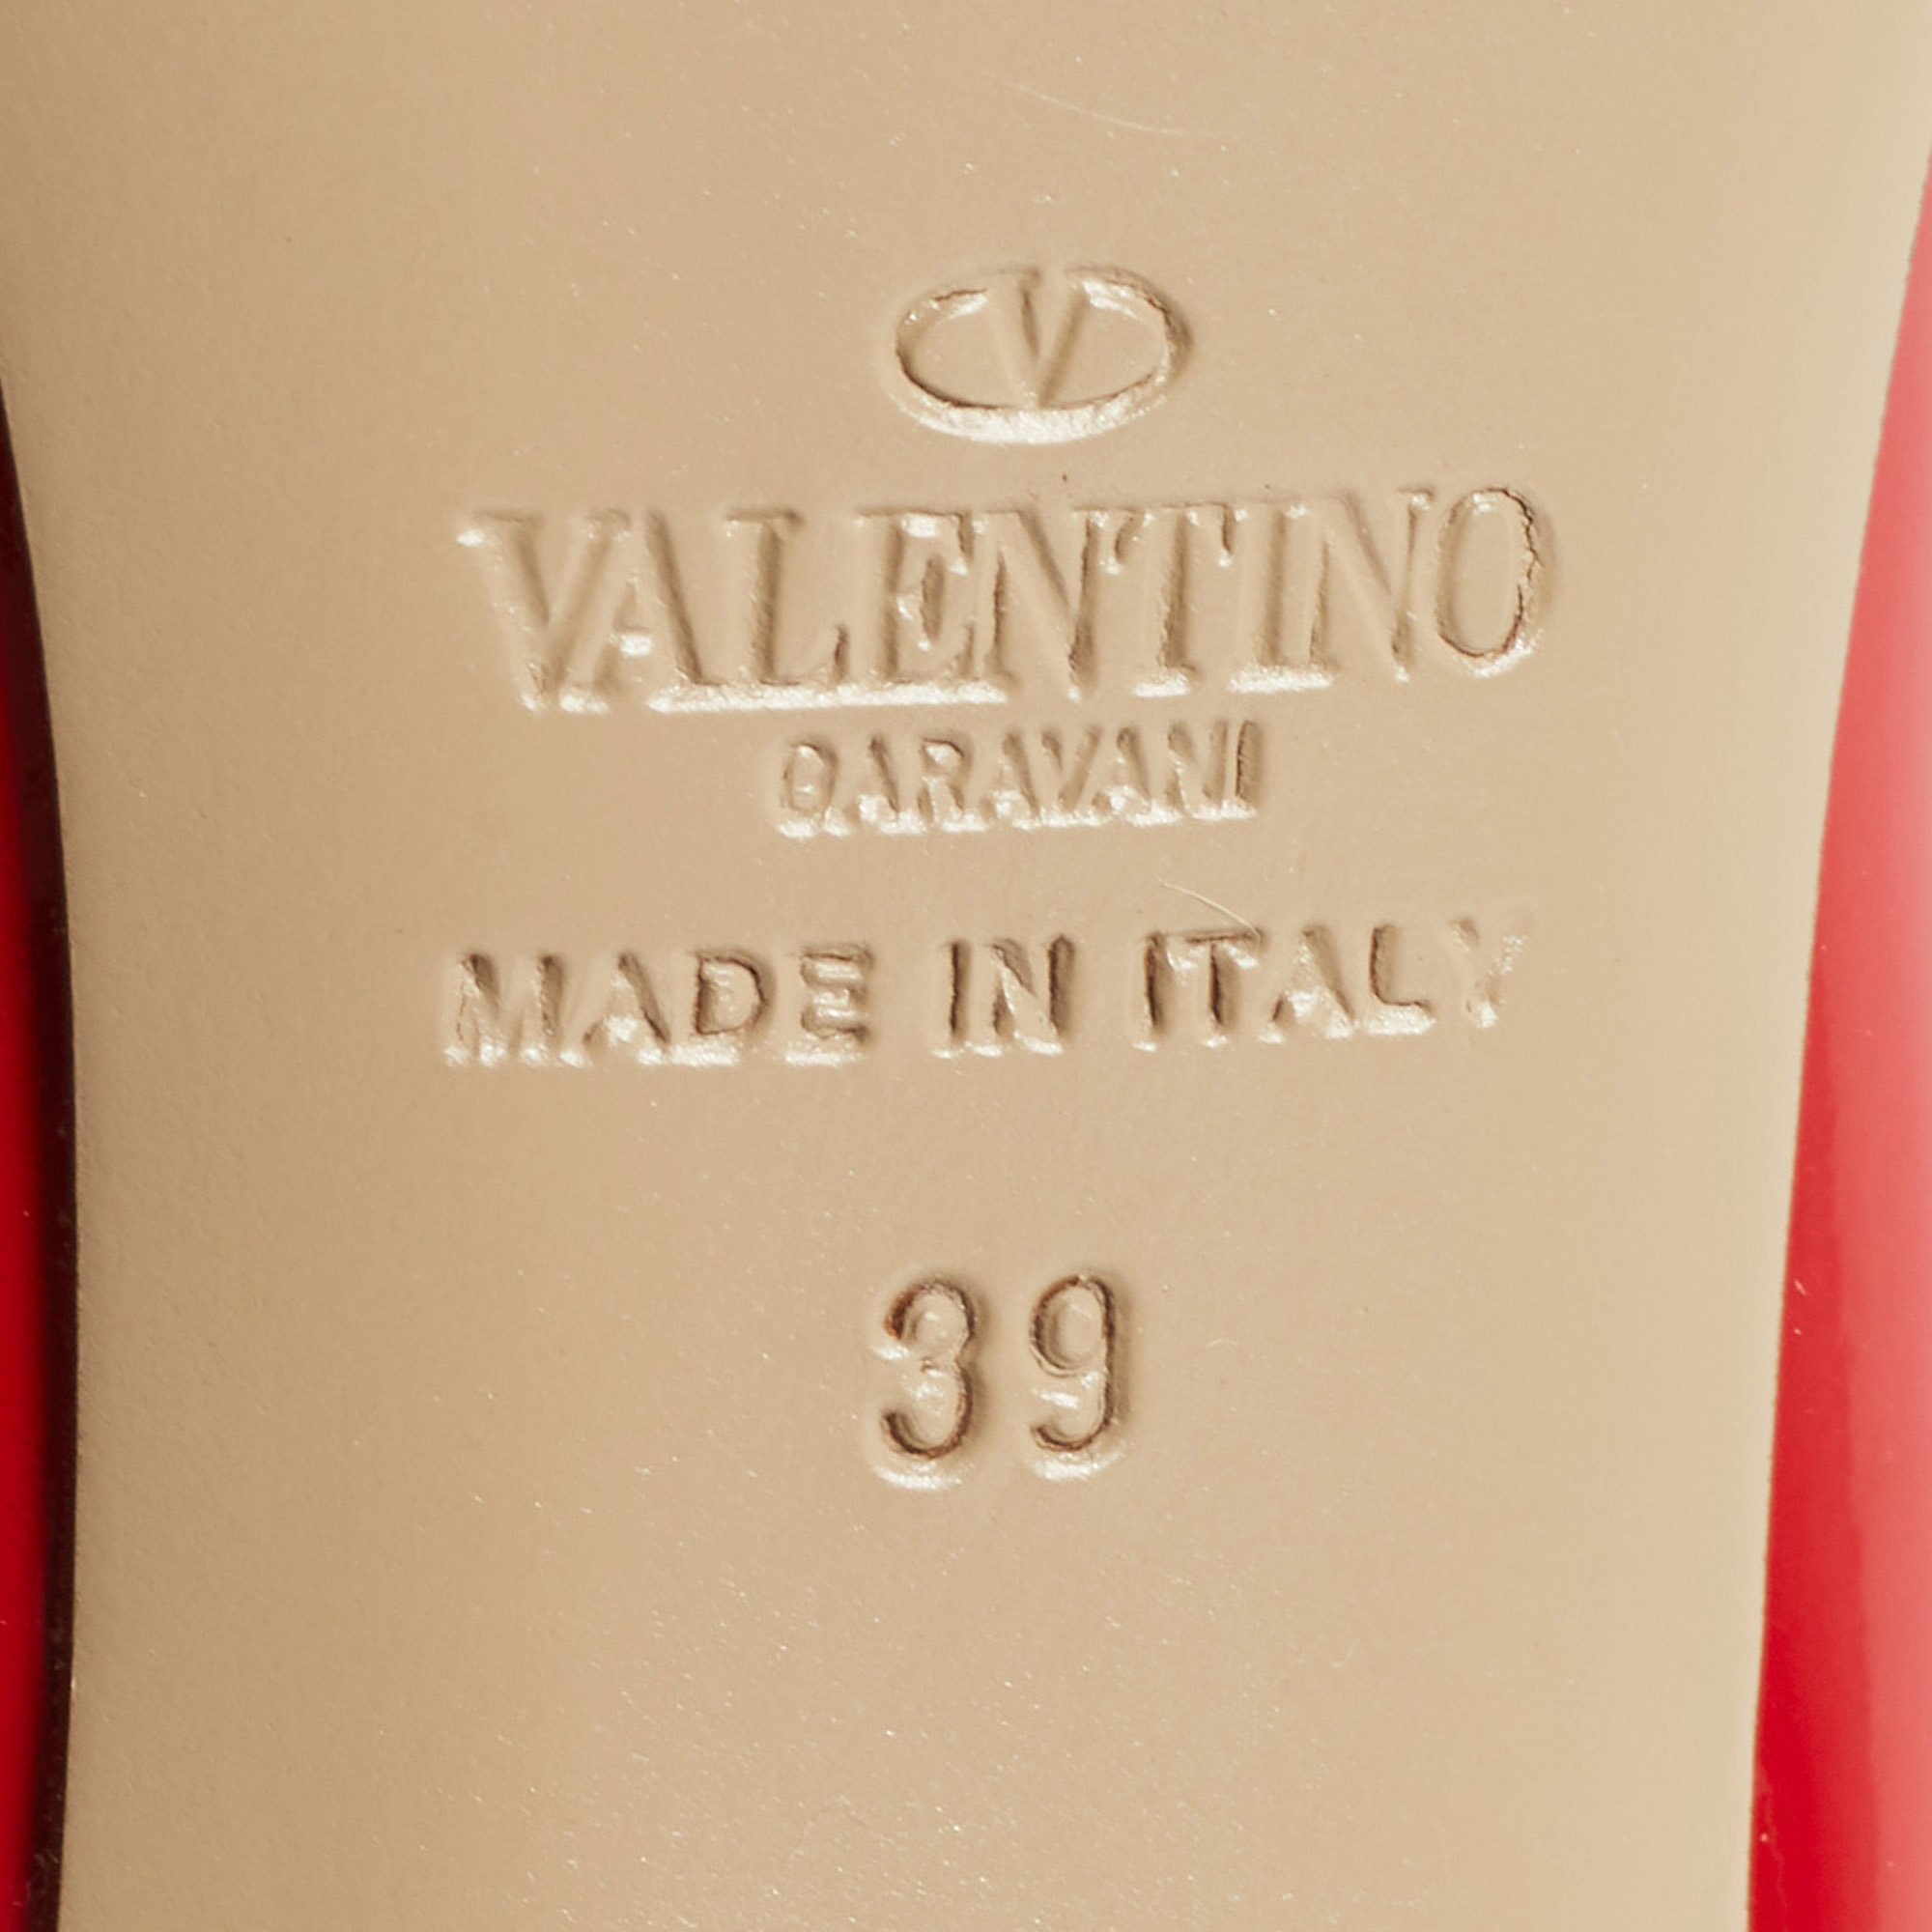 V
VALENTINO
GARAVANI
MADE IN ITALY
39